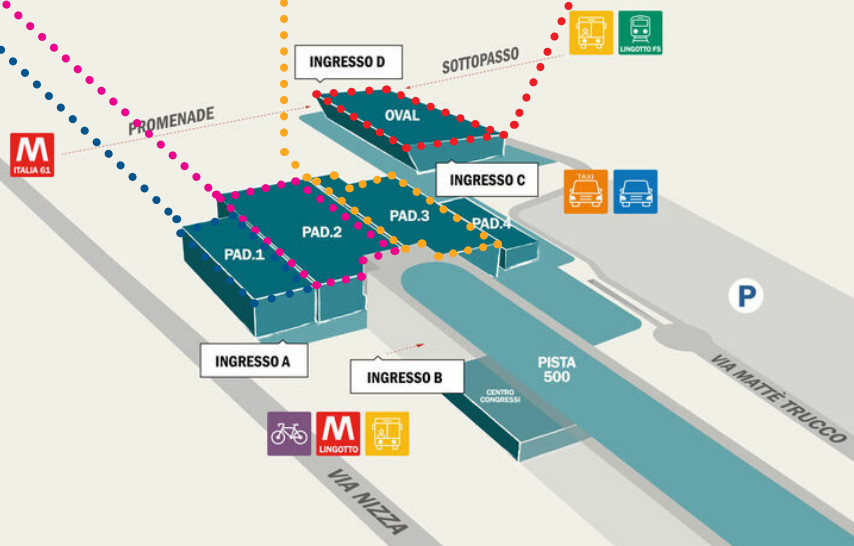 LINGOTTO FS
INGRESSO D
SOTTOPASSO
PROMENADE
OVAL
M
ITALIA 61
INGRESSO C
TAXI
PAD.1
PAD.2
PAD.3
PAD.4
P
INGRESSO A
INGRESSO B
PISTA
500
CENTRO
CONGRESSI
VIA MATTÈ TRUCCO
M
LINGOTTO
VIA NIZZA